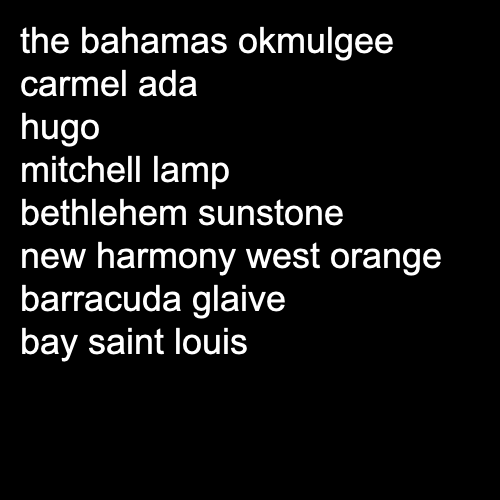 the bahamas okmulgee
carmel ada
hugo
mitchell lamp
bethlehem sunstone
new harmony west orange
barracuda glaive
bay saint louis